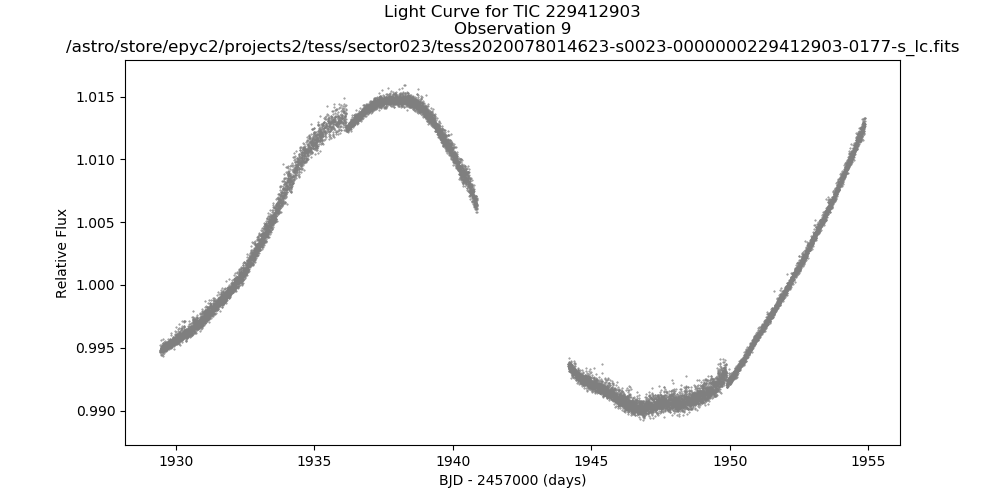 Light Curve for TIC 229412903
Observation 9
/astro/store/epyc2/projects2/tess/sector023/tess2020078014623-s0023-0000000229412903-0177-s_lc.fits
1.015
1.010
1.005
1.000
0.995
0.990
Relative Flux
1930 1935 1940 1945 1950 1955
BJD - 2457000 (days)